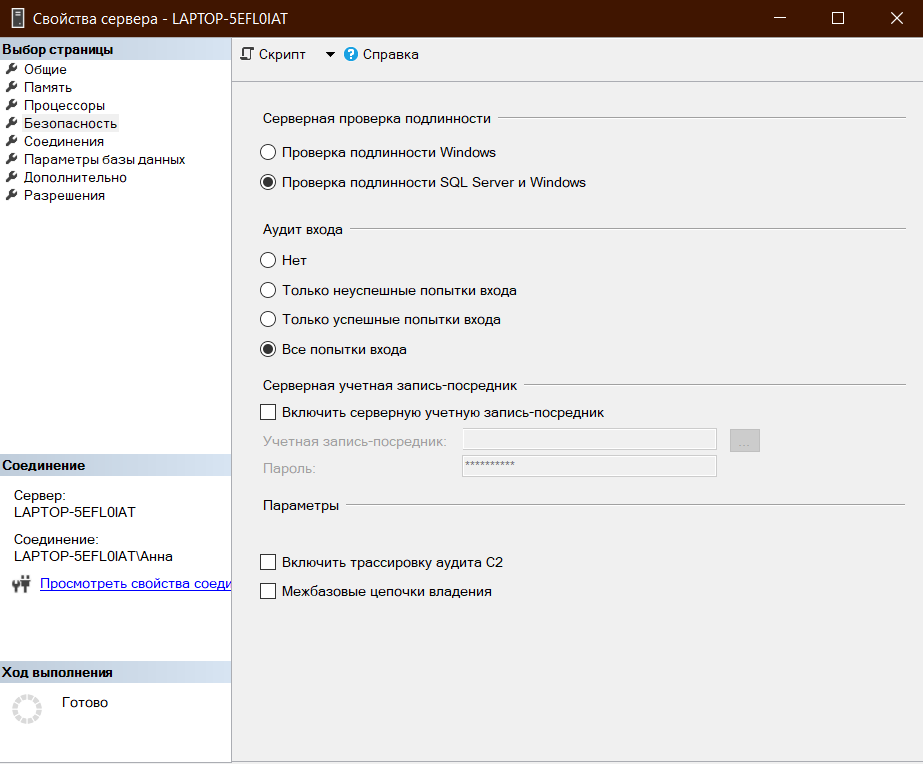 Свойства сервера - LAPTOP-5EFL0IAT
Выбор страницы
Общие
Память
Процессоры
Безопасность
Соединения
Параметры базы данных
Дополнительно
Разрешения
Соединение
Сервер:
LAPTOP-5EFL0IAT
Соединение:
LAPTOP-5EFL0IAT\Анна
Просмотреть свойства соеди
Ход выполнения
Готово
Скрипт ? Справка
Серверная проверка подлинности
Проверка подлинности Windows
Проверка подлинности SQL Server и Windows
Аудит входа
Нет
Только неуспешные попытки входа
Только успешные попытки входа
Все попытки входа
Серверная учетная запись-посредник
Включить серверную учетную запись-посредник
Учетная запись-посредник: ...
Пароль: **********
Параметры
Включить трассировку аудита C2
Межбазовые цепочки владения